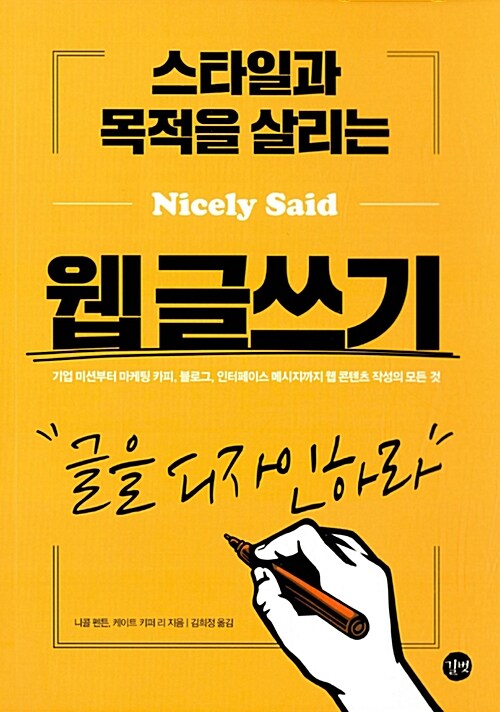 스타일과
목적을 살리는
Nicely Said
웹 글쓰기
기업 미션부터 마케팅 카피, 블로그, 인터페이스 메시지까지 웹 콘텐츠 작성의 모든 것
"글을 디자인하라"
니콜 펜튼, 케이트 키퍼 리 지음 | 김희정 옮김
길벗